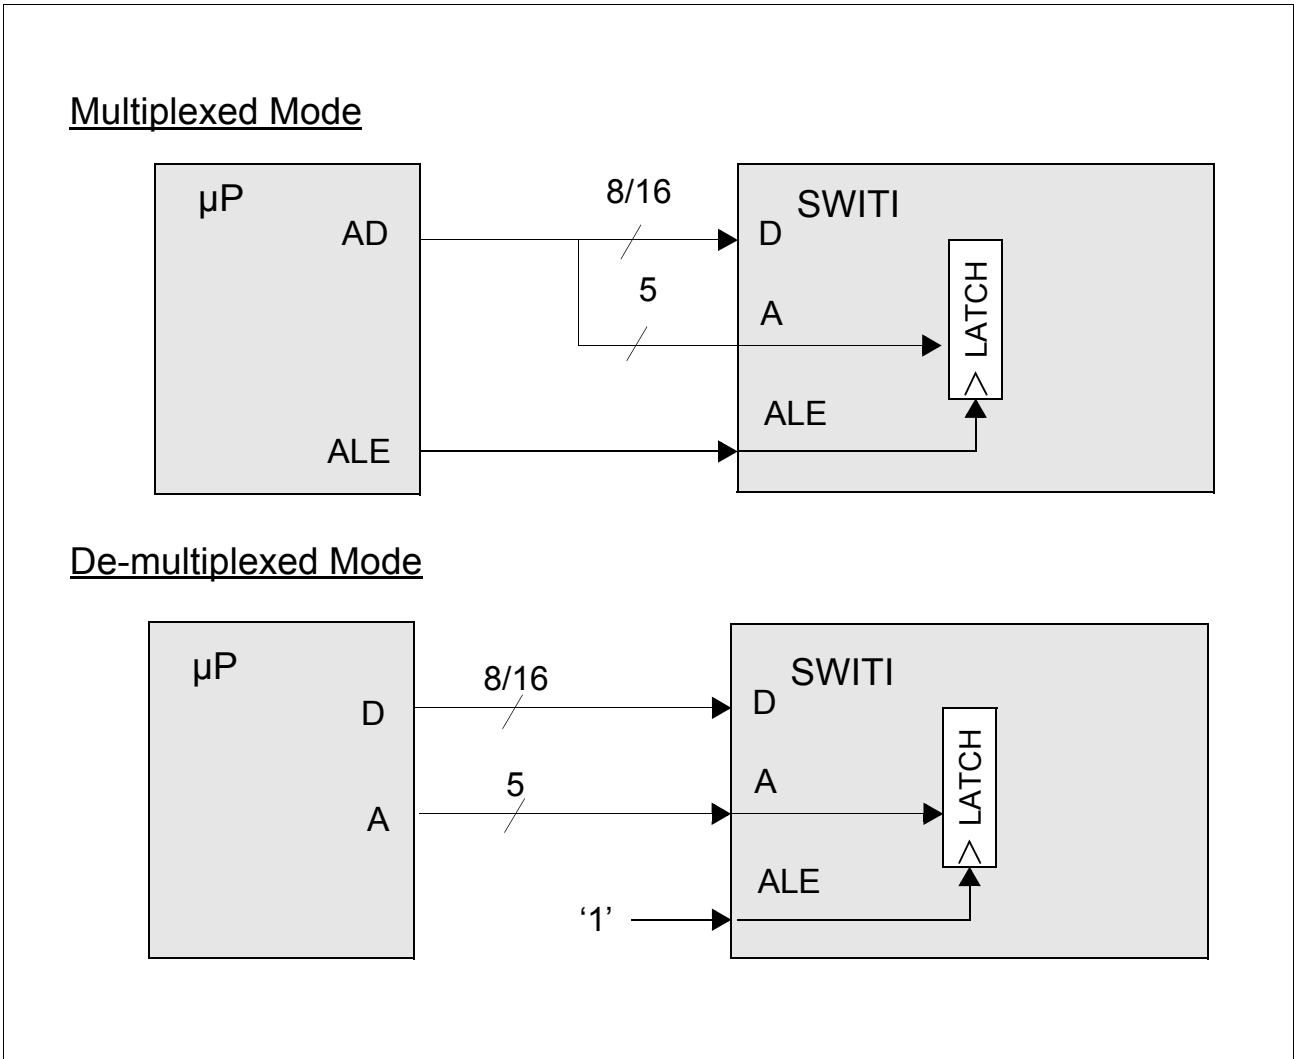 Multiplexed Mode
µP
AD
ALE
8/16
5
SWITI
D
A
ALE
LATCH
De-multiplexed Mode
µP
D
A
8/16
5
‘1’
SWITI
D
A
ALE
LATCH